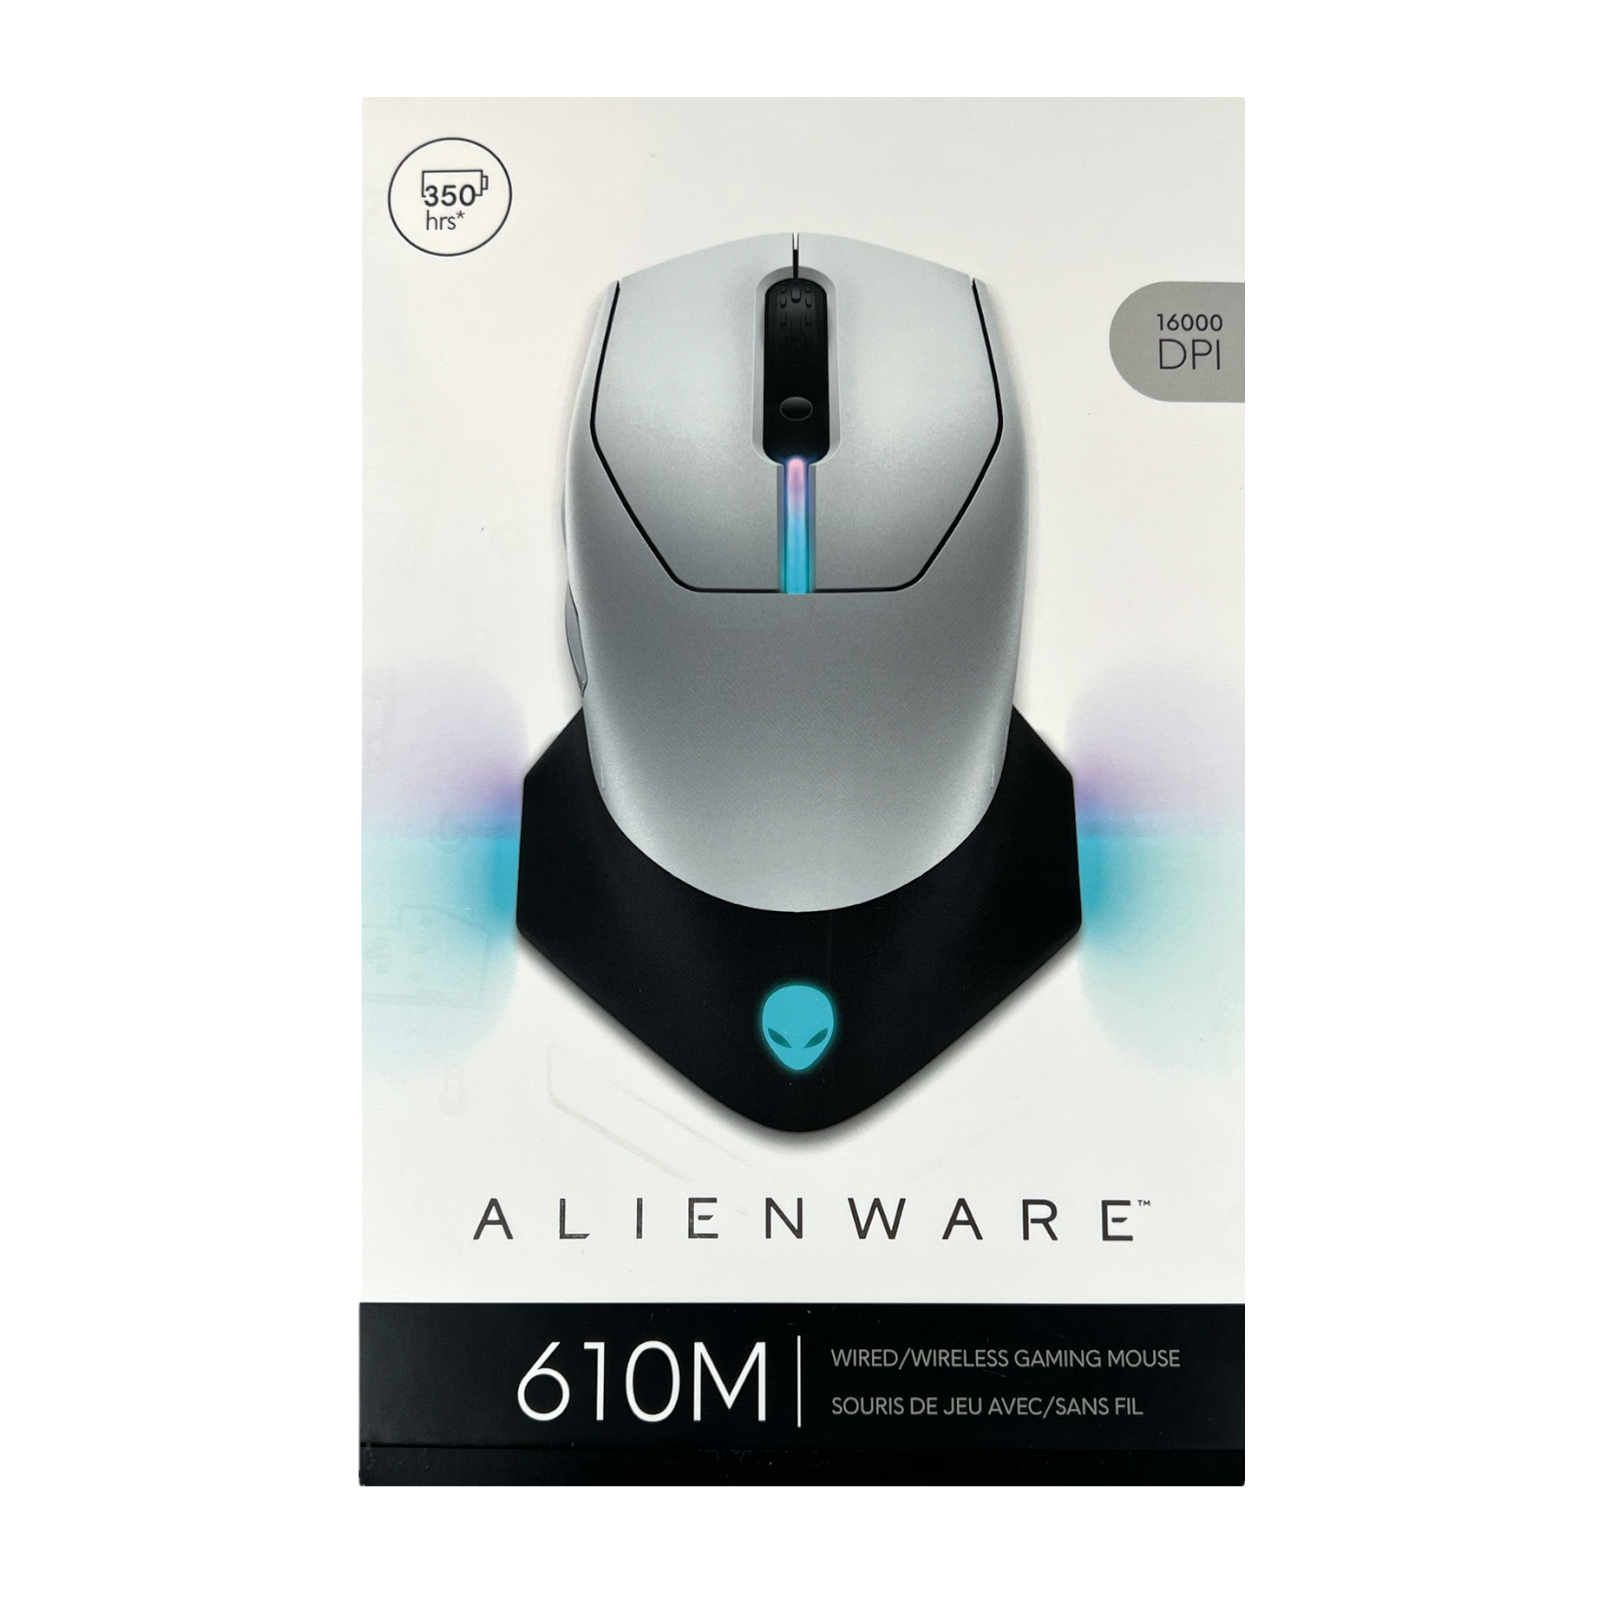 350
hrs*
16000
DPI
ALIENWARE™
610M
WIRED/WIRELESS GAMING MOUSE
SOURIS DE JEU AVEC/SANS FIL